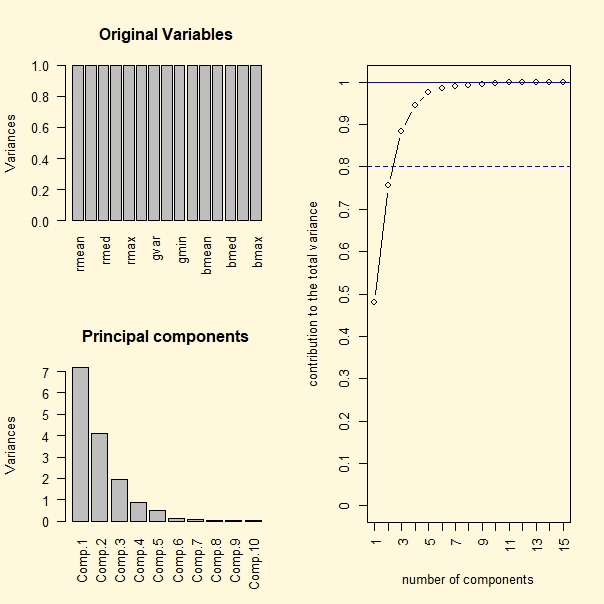 Original Variables
Variances
1.0
0.8
0.6
0.4
0.2
0.0
rmean
rmed
rmax
gvar
gmin
bmean
bmed
bmax
Principal components
Variances
7
6
5
4
3
2
1
0
Comp.1
Comp.2
Comp.3
Comp.4
Comp.5
Comp.6
Comp.7
Comp.8
Comp.9
Comp.10
contribution to the total variance
1
0.9
0.8
0.7
0.6
0.5
0.4
0.3
0.2
0.1
0
1
3
5
7
9
11
13
15
number of components